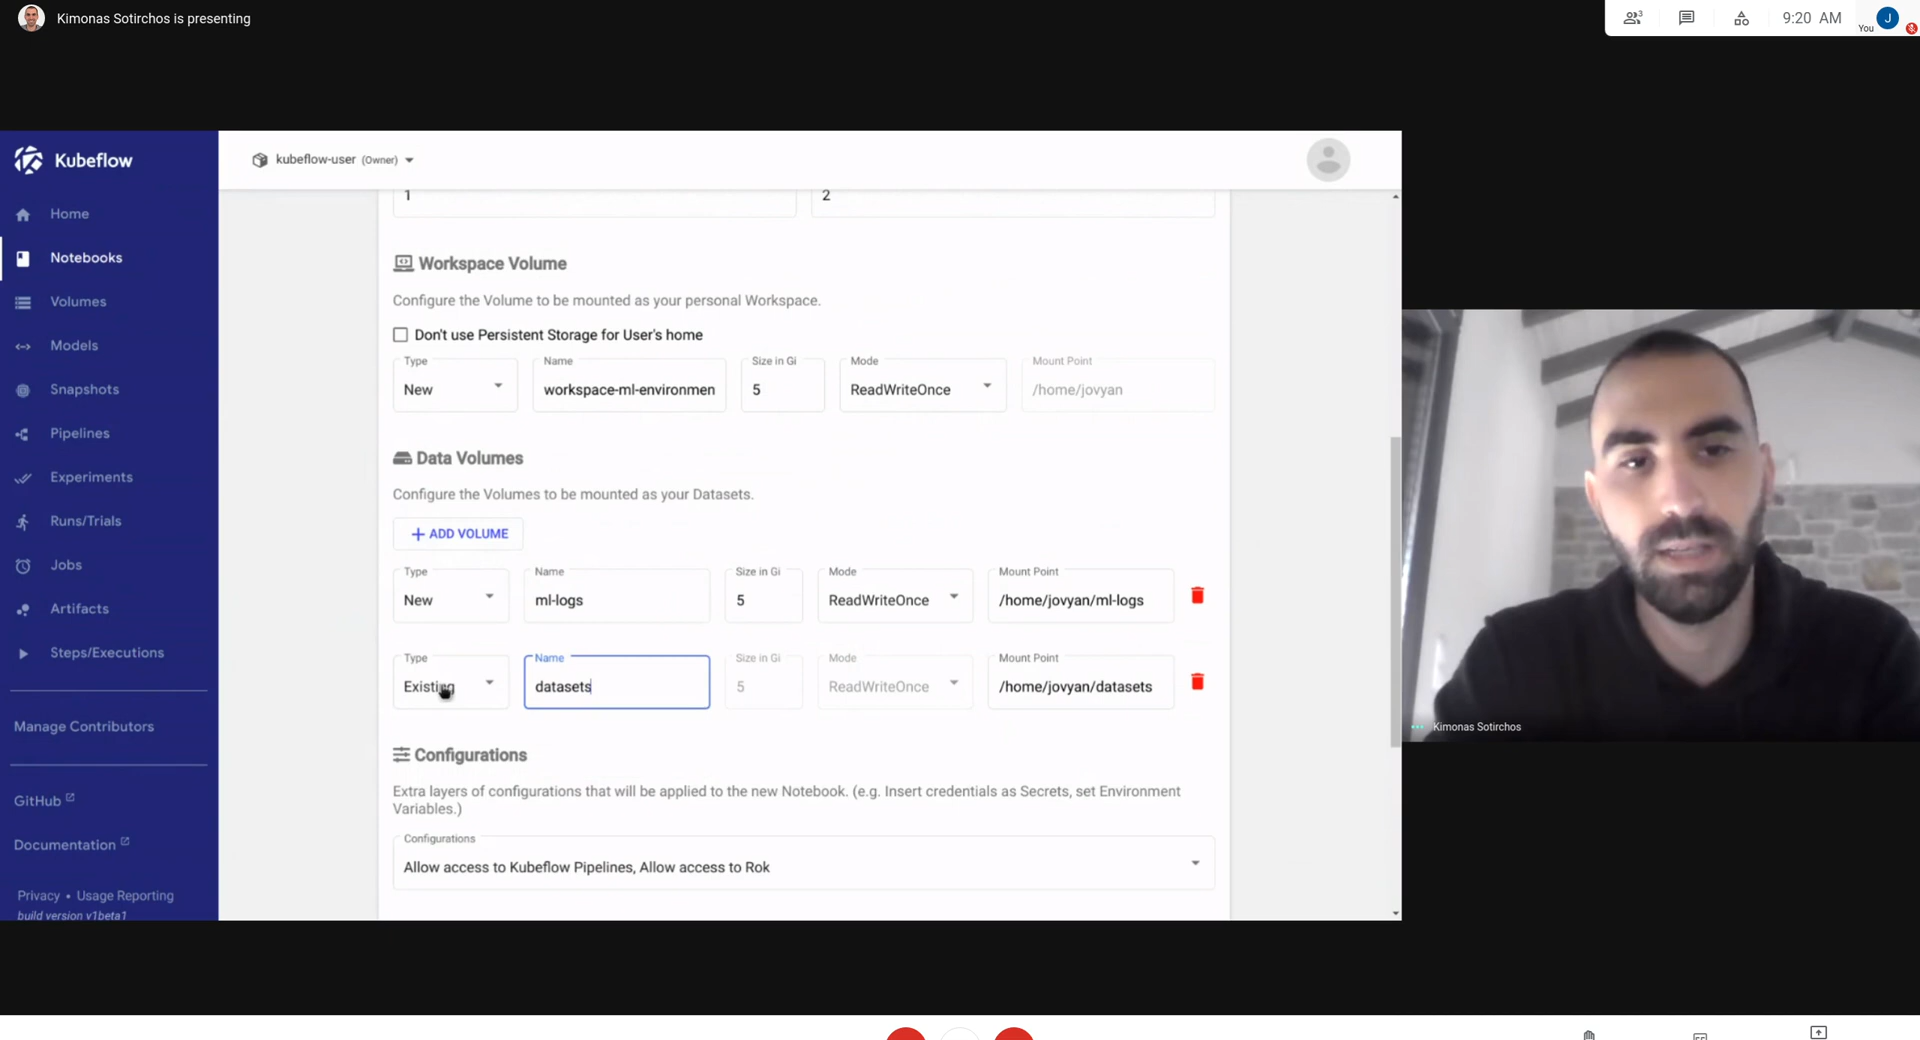 Kimonas Sotirchos is presenting
3
9:20 AM
You
J
Kubeflow
kubeflow-user (Owner)
Home
Notebooks
Volumes
Models
Snapshots
Pipelines
Experiments
Runs/Trials
Jobs
Artifacts
Steps/Executions
Manage Contributors
GitHub
Documentation
Privacy • Usage Reporting
build version v1beta1
1
2
Workspace Volume
Configure the Volume to be mounted as your personal Workspace.
Don't use Persistent Storage for User's home
Type Name Size in Gi Mode Mount Point
New workspace-ml-environmen 5 ReadWriteOnce /home/jovyan
Data Volumes
Configure the Volumes to be mounted as your Datasets.
+ ADD VOLUME
Type Name Size in Gi Mode Mount Point
New ml-logs 5 ReadWriteOnce /home/jovyan/ml-logs
Type Name Size in Gi Mode Mount Point
Existing datasets 5 ReadWriteOnce /home/jovyan/datasets
Configurations
Extra layers of configurations that will be applied to the new Notebook. (e.g. Insert credentials as Secrets, set Environment
Variables.)
Configurations
Allow access to Kubeflow Pipelines, Allow access to Rok
Kimonas Sotirchos